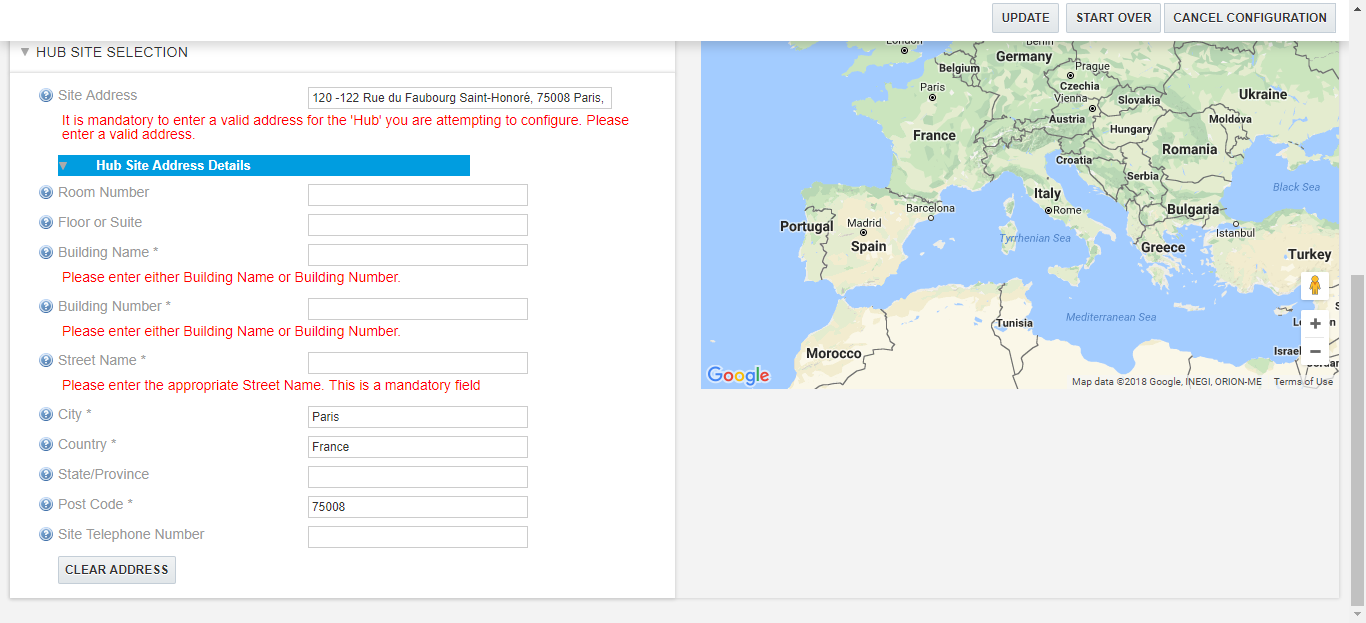 UPDATE START OVER CANCEL CONFIGURATION
HUB SITE SELECTION
Site Address 120 -122 Rue du Faubourg Saint-Honoré, 75008 Paris,
It is mandatory to enter a valid address for the 'Hub' you are attempting to configure. Please
enter a valid address.
Hub Site Address Details
Room Number
Floor or Suite
Building Name *
Please enter either Building Name or Building Number.
Building Number *
Please enter either Building Name or Building Number.
Street Name *
Please enter the appropriate Street Name. This is a mandatory field
City * Paris
Country * France
State/Province
Post Code * 75008
Site Telephone Number
CLEAR ADDRESS
London
Berlin
Germany
Belgium
Prague
Paris
Czechia
Vienna
Slovakia
Ukraine
Austria
Moldova
France
Hungary
Romania
Croatia
Serbia
Black Sea
Italy
Barcelona
Rome
Bulgaria
Portugal
Madrid
Istanbul
Tyrrhenian Sea
Spain
Greece
Turkey
Mediterranean Sea
Tunisia
Israel
Morocco
Google
Map data ©2018 Google, INEGI, ORION-ME Terms of Use